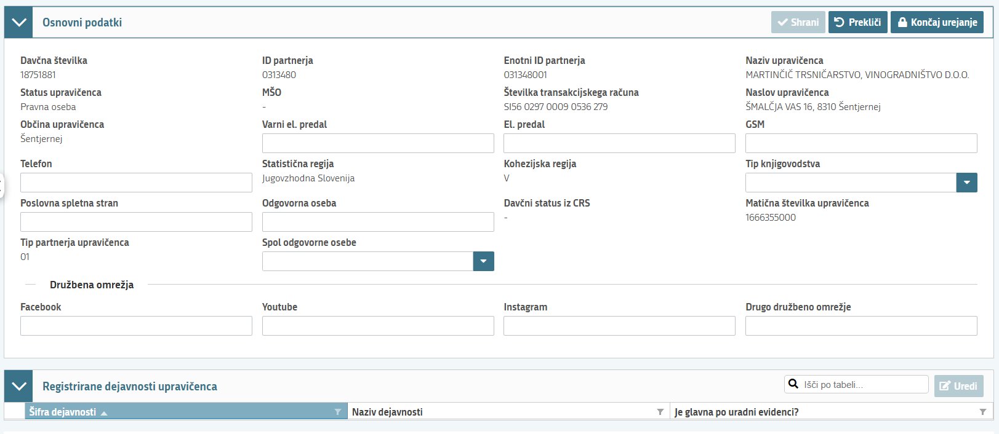 Osnovni podatki
Shrani
Prekliči
Končaj urejanje
Davčna številka
18751881
ID partnerja
0313480
Enotni ID partnerja
031348001
Naziv upravičenca
MARTINČIČ TRSNIČARSTVO, VINOGRADNIŠTVO D.O.O.
Status upravičenca
Pravna oseba
MŠO
-
Številka transakcijskega računa
SI56 0297 0009 0536 279
Naslov upravičenca
ŠMALČJA VAS 16, 8310 Šentjernej
Občina upravičenca
Šentjernej
Varni el. predal
El. predal
GSM
Telefon
Statistična regija
Jugovzhodna Slovenija
Kohezijska regija
V
Tip knjigovodstva
Poslovna spletna stran
Odgovorna oseba
Davčni status iz CRS
-
Matična številka upravičenca
1666355000
Tip partnerja upravičenca
01
Spol odgovorne osebe
Družbena omrežja
Facebook
Youtube
Instagram
Drugo družbeno omrežje
Registrirane dejavnosti upravičenca
Išči po tabeli...
Uredi
Šifra dejavnosti
Naziv dejavnosti
Je glavna po uradni evidenci?